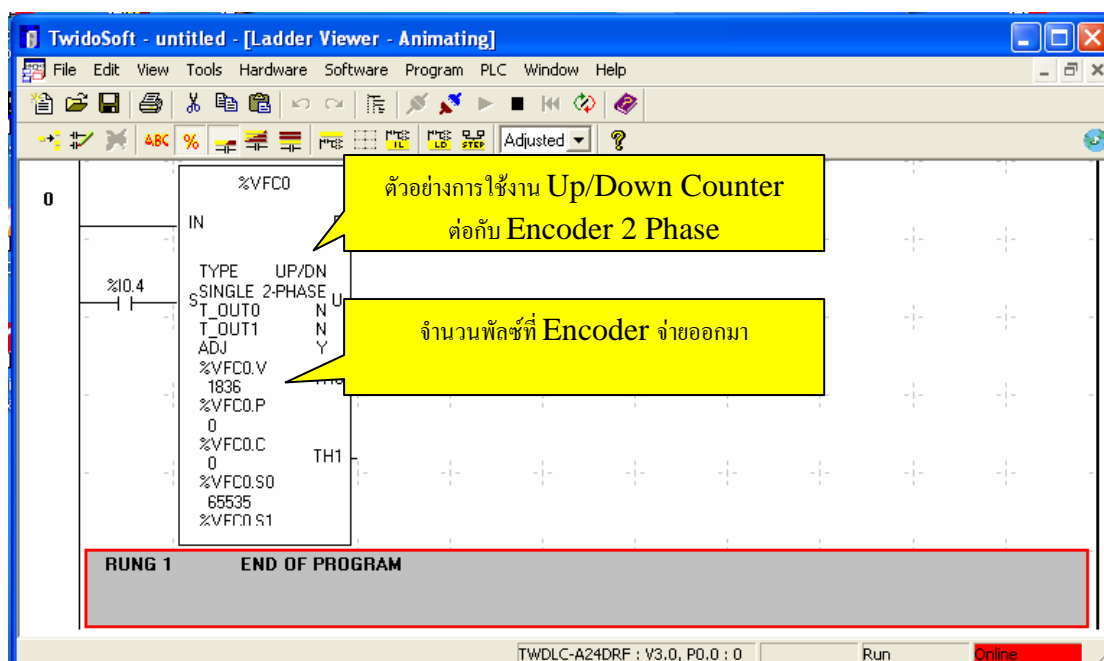 TwidoSoft - untitled - [Ladder Viewer - Animating]
File Edit View Tools Hardware Software Program PLC Window Help
ABC % IL LD STEP Adjusted ?
0
%VFC0
IN
ตัวอย่างการใช้งาน Up/Down Counter
ต่อกับ Encoder 2 Phase
%I0.4
S
TYPE UP/DN
SINGLE 2-PHASE
U
T_OUT0 N
T_OUT1 N
ADJ Y
%VFC0.V
1836
%VFC0.P
0
%VFC0.C
0
TH1
%VFC0.S0
65535
%VFC0.S1
จำนวนพัลซ์ที่ Encoder จ่ายออกมา
RUNG 1 END OF PROGRAM
TWDLC-A24DRF : V3.0, P0.0 : 0 Run Online